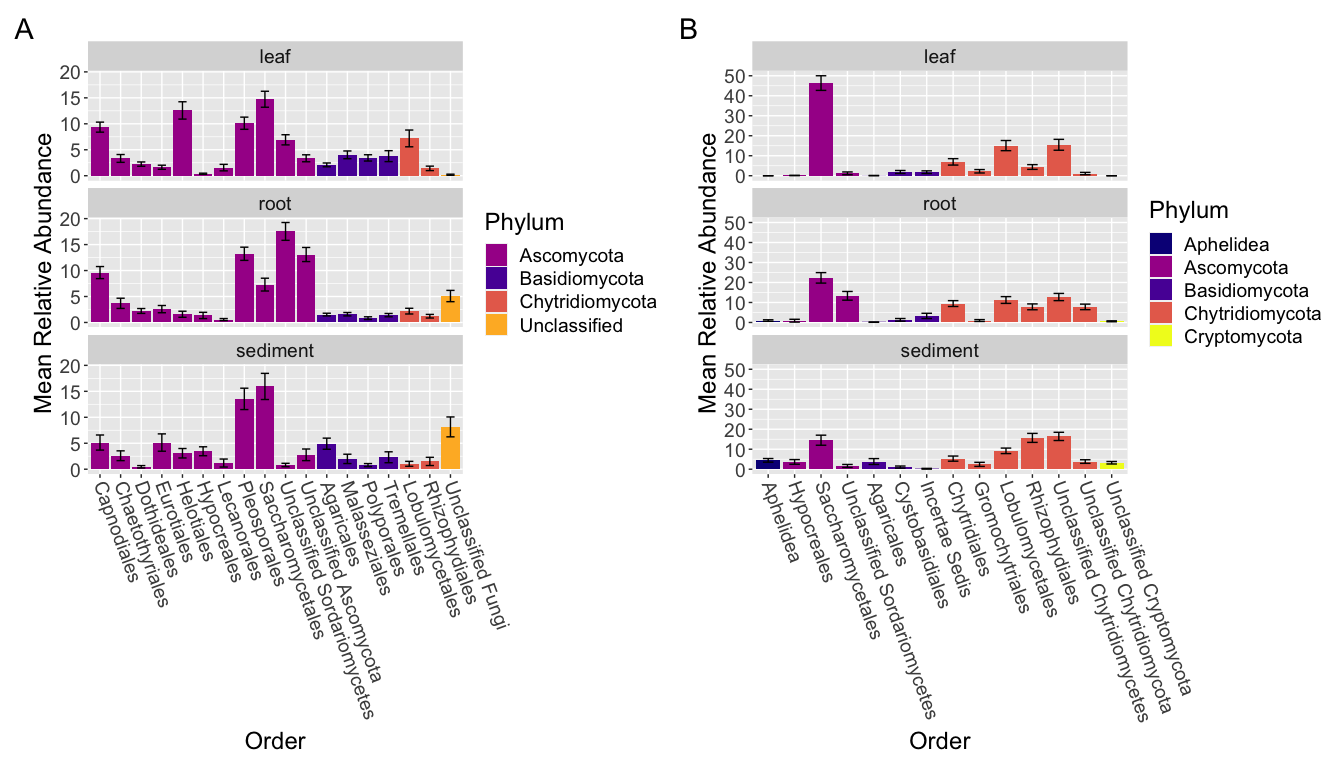 A
leaf
20
15
10
5
0
root
20
15
10
5
0
sediment
20
15
10
5
0
Mean Relative Abundance
Capnodiales
Chaetothyriales
Dothideales
Eurotiales
Helotiales
Hypocreales
Lecanorales
Pleosporales
Saccharomycetales
Unclassified Sordariomycetes
Unclassified Ascomycota
Agaricales
Malasseziales
Polyporales
Tremellales
Lobulomycetales
Rhizophydiales
Unclassified Fungi
Order
Phylum
Ascomycota
Basidiomycota
Chytridiomycota
Unclassified
B
leaf
50
40
30
20
10
0
root
50
40
30
20
10
0
sediment
50
40
30
20
10
0
Mean Relative Abundance
Aphelidea
Hypocreales
Saccharomycetales
Unclassified Sordariomycetes
Agaricales
Cystobasidiales
Incertae Sedis
Chytridiales
Gromochytriales
Lobulomycetales
Rhizophydiales
Unclassified Chytridiomycetes
Unclassified Chytridiomycota
Unclassified Cryptomycota
Order
Phylum
Aphelidea
Ascomycota
Basidiomycota
Chytridiomycota
Cryptomycota